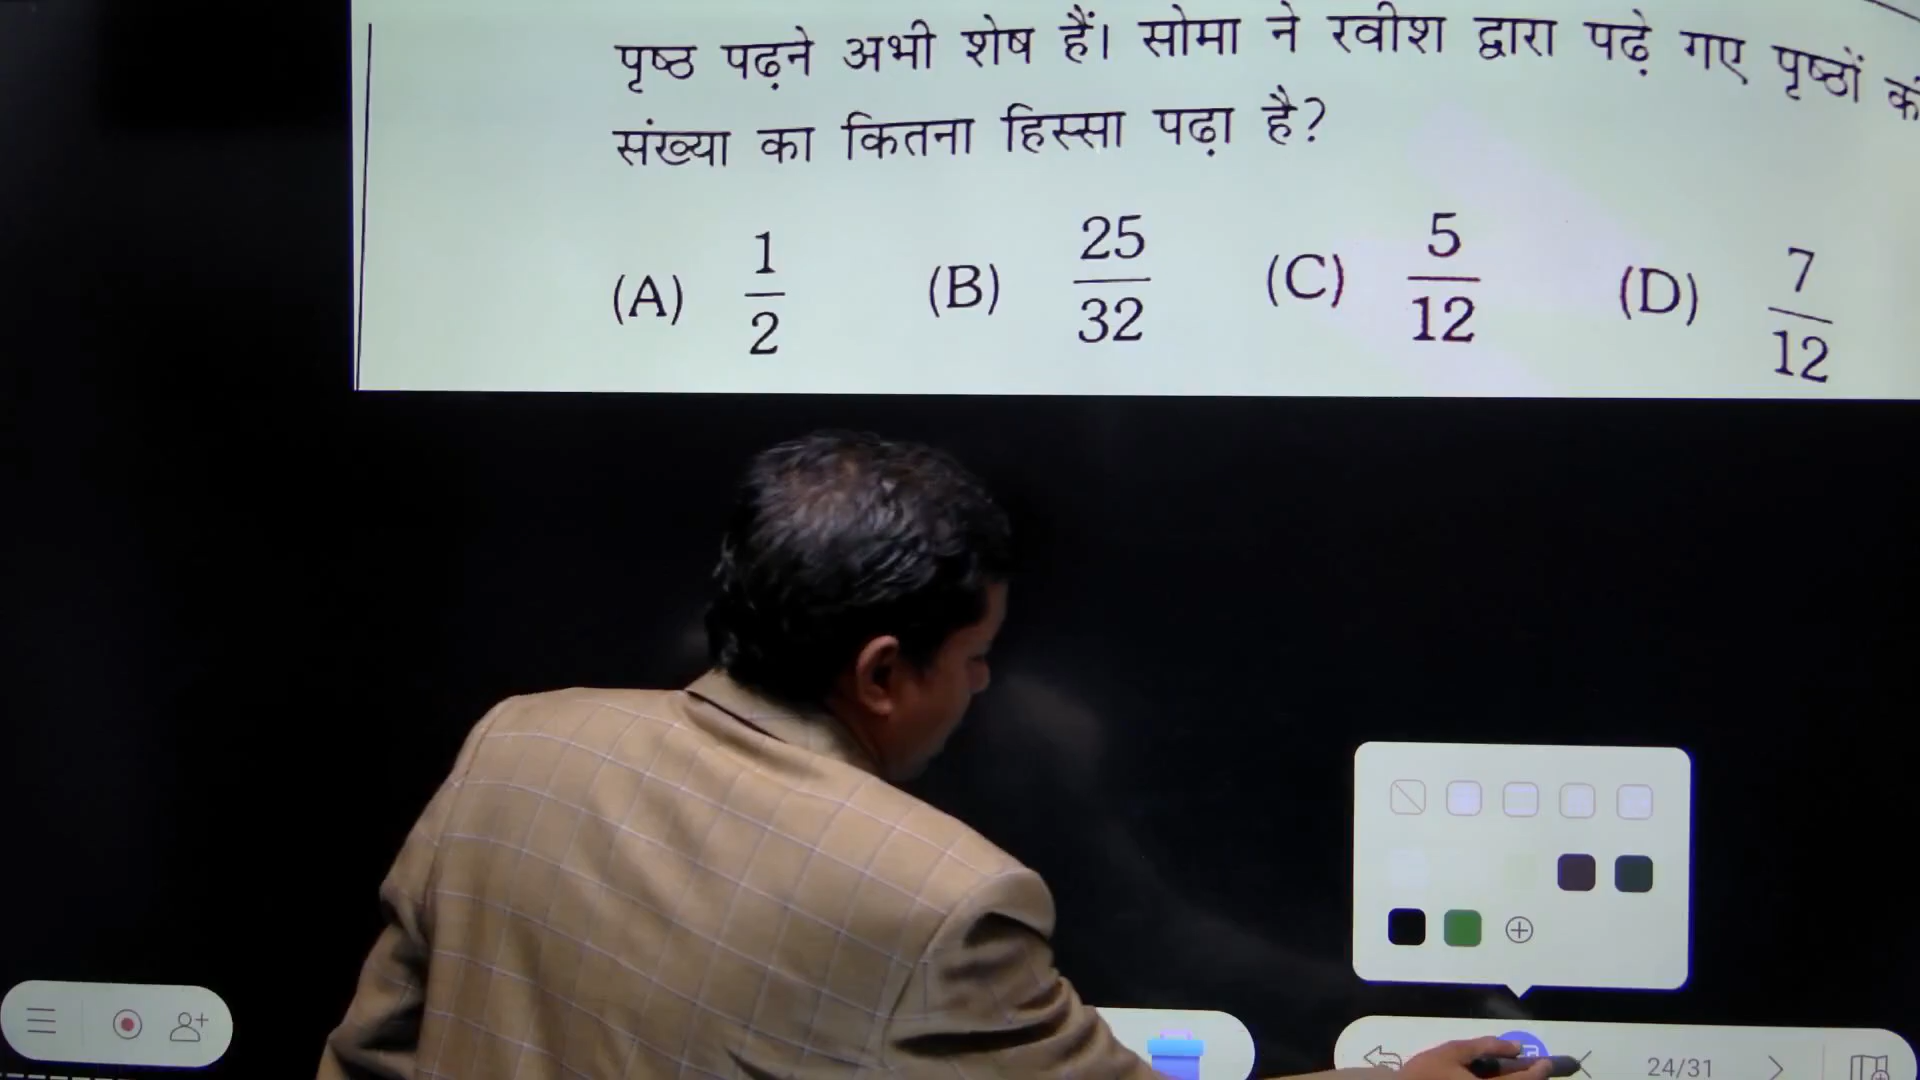 पृष्ठ पढ़ने अभी शेष हैं। सोमा ने रवीश द्वारा पढ़े गए पृष्ठों
संख्या का कितना हिस्सा पढ़ा है?
(A) 1/2 (B) 25/32 (C) 5/12 (D) 7/12
24/31